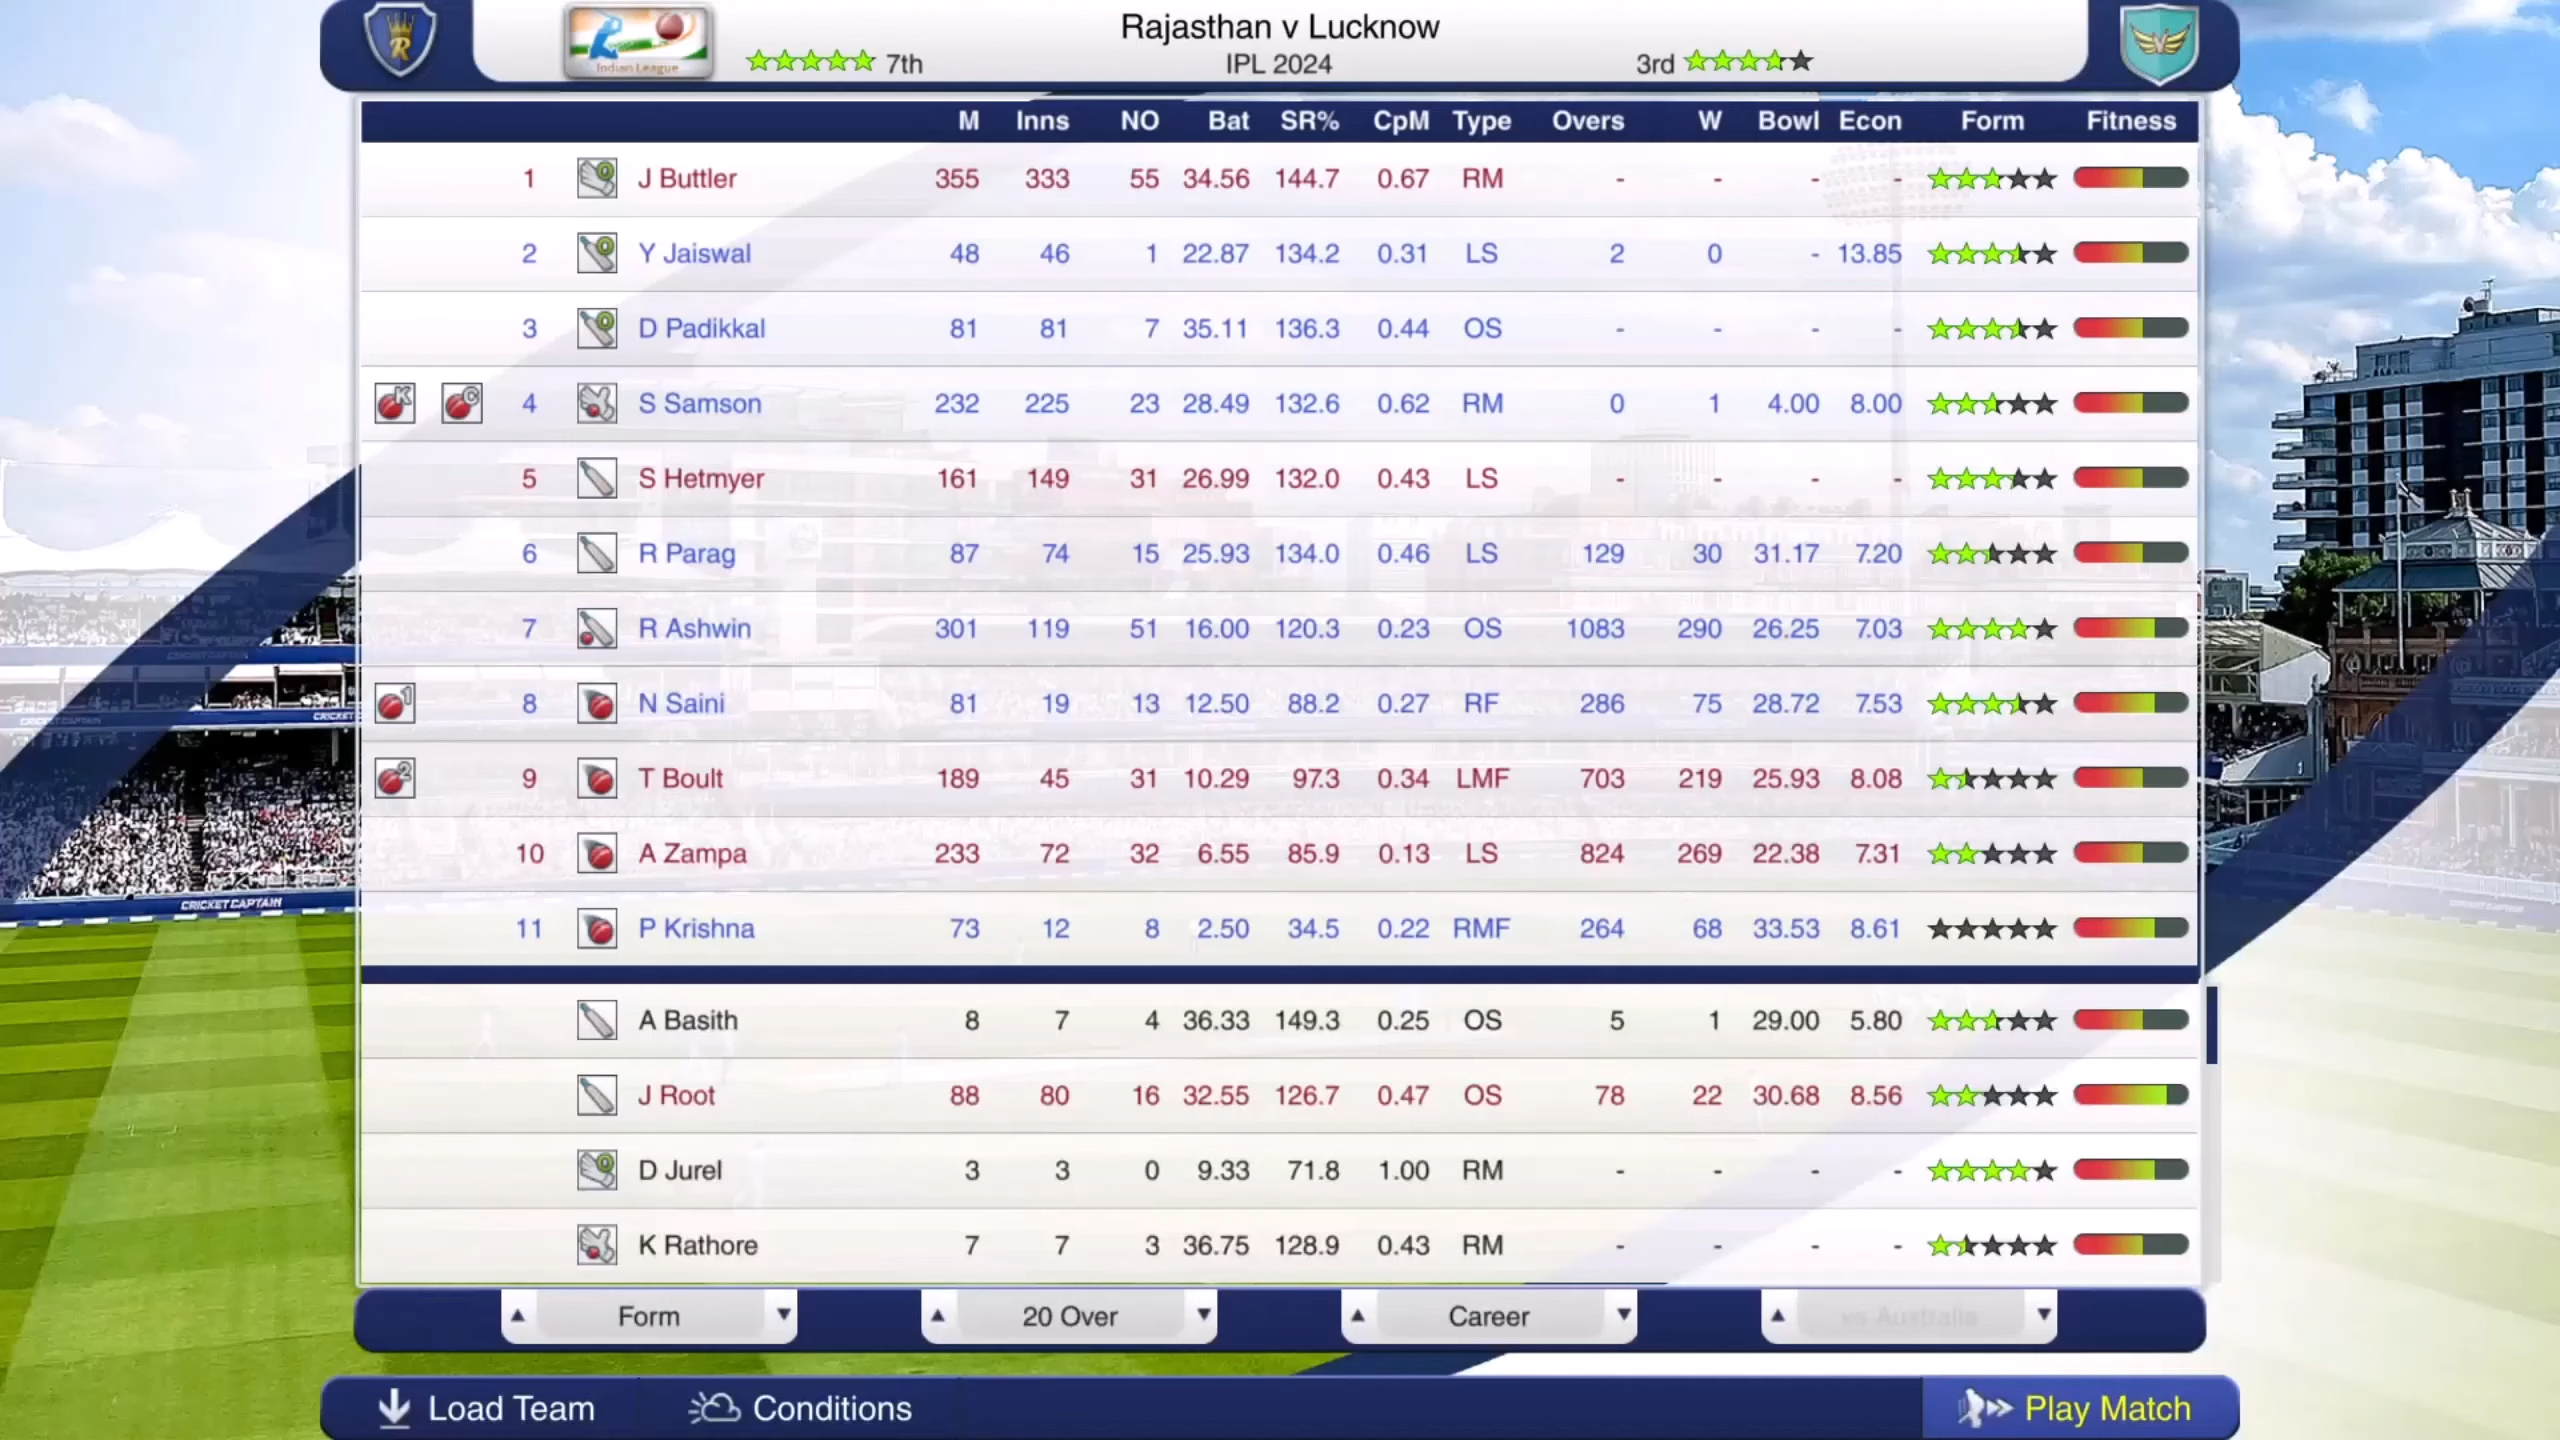 Rajasthan v Lucknow
Indian League 7th IPL 2024 3rd
M Inns NO Bat SR% CpM Type Overs W Bowl Econ Form Fitness
1 J Buttler 355 333 55 34.56 144.7 0.67 RM - - - -
2 Y Jaiswal 48 46 1 22.87 134.2 0.31 LS 2 0 - 13.85
3 D Padikkal 81 81 7 35.11 136.3 0.44 OS - - - -
K C 4 S Samson 232 225 23 28.49 132.6 0.62 RM 0 1 4.00 8.00
5 S Hetmyer 161 149 31 26.99 132.0 0.43 LS - - - -
6 R Parag 87 74 15 25.93 134.0 0.46 LS 129 30 31.17 7.20
7 R Ashwin 301 119 51 16.00 120.3 0.23 OS 1083 290 26.25 7.03
1 8 N Saini 81 19 13 12.50 88.2 0.27 RF 286 75 28.72 7.53
2 9 T Boult 189 45 31 10.29 97.3 0.34 LMF 703 219 25.93 8.08
10 A Zampa 233 72 32 6.55 85.9 0.13 LS 824 269 22.38 7.31
11 P Krishna 73 12 8 2.50 34.5 0.22 RMF 264 68 33.53 8.61
A Basith 8 7 4 36.33 149.3 0.25 OS 5 1 29.00 5.80
J Root 88 80 16 32.55 126.7 0.47 OS 78 22 30.68 8.56
D Jurel 3 3 0 9.33 71.8 1.00 RM - - - -
K Rathore 7 7 3 36.75 128.9 0.43 RM - - - -
Form 20 Over Career vs Australia
Load Team Conditions Play Match
CRICKET CAPTAIN